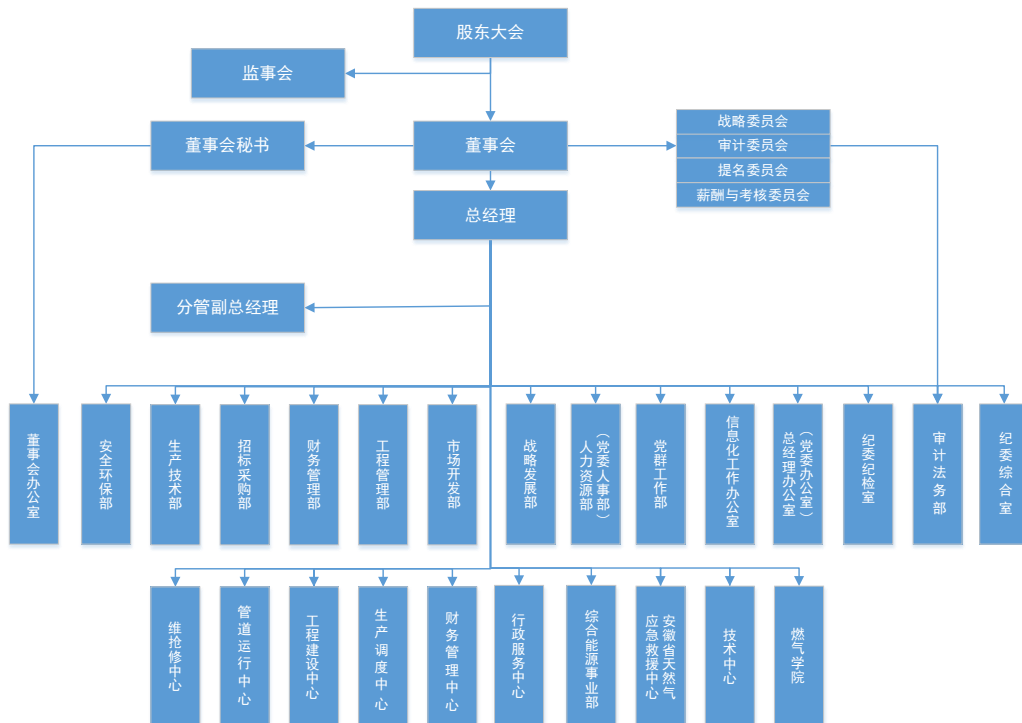 股东大会
监事会
董事会秘书
董事会
战略委员会
审计委员会
提名委员会
薪酬与考核委员会
总经理
分管副总经理
董事会办公室
安全环保部
生产技术部
招标采购部
财务管理部
工程管理部
市场开发部
战略发展部
（党委人事部）
人力资源部
党群工作部
信息化工作办公室
（党委办公室）
总经理办公室
纪委纪检室
审计法务部
纪委综合室
维抢修中心
管道运行中心
工程建设中心
生产调度中心
财务管理中心
行政服务中心
综合能源事业部
安徽省天然气
应急救援中心
技术中心
燃气学院